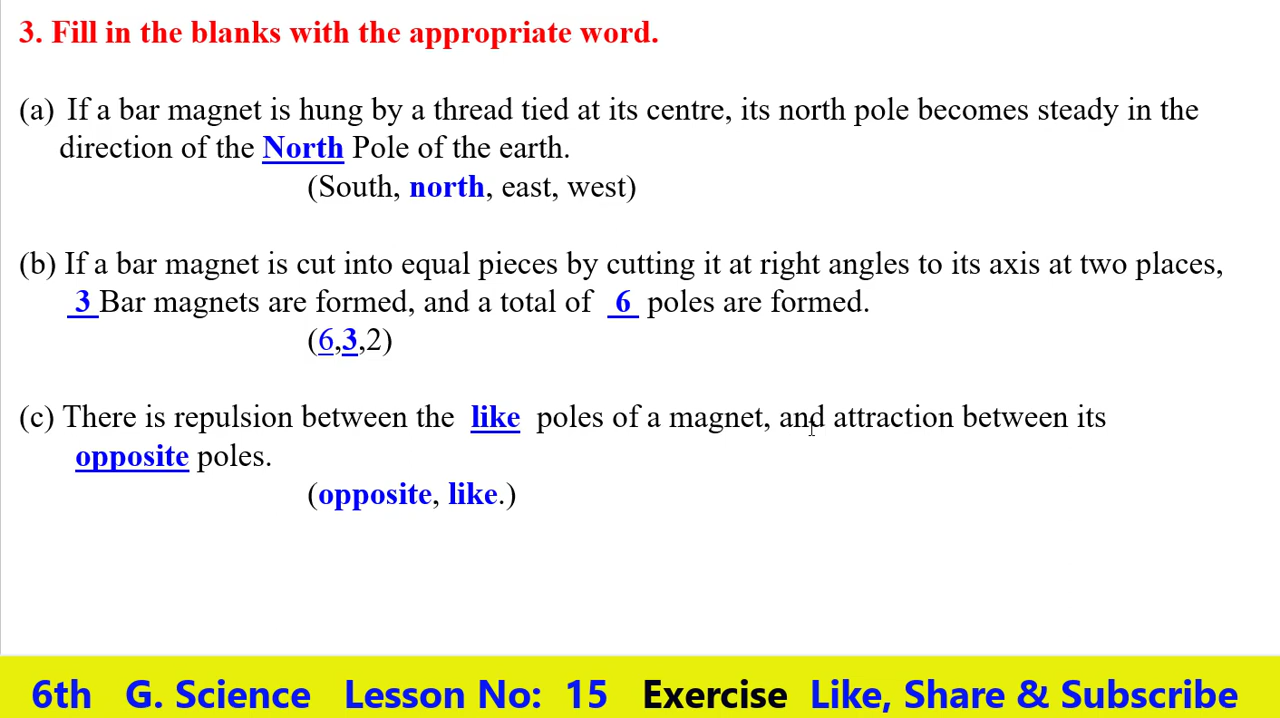 3. Fill in the blanks with the appropriate word.
(a) If a bar magnet is hung by a thread tied at its centre, its north pole becomes steady in the
direction of the North Pole of the earth.
(South, north, east, west)
(b) If a bar magnet is cut into equal pieces by cutting it at right angles to its axis at two places,
3 Bar magnets are formed, and a total of 6 poles are formed.
(6,3,2)
(c) There is repulsion between the like poles of a magnet, and attraction between its
opposite poles.
(opposite, like.)
6th G. Science Lesson No: 15 Exercise Like, Share & Subscribe